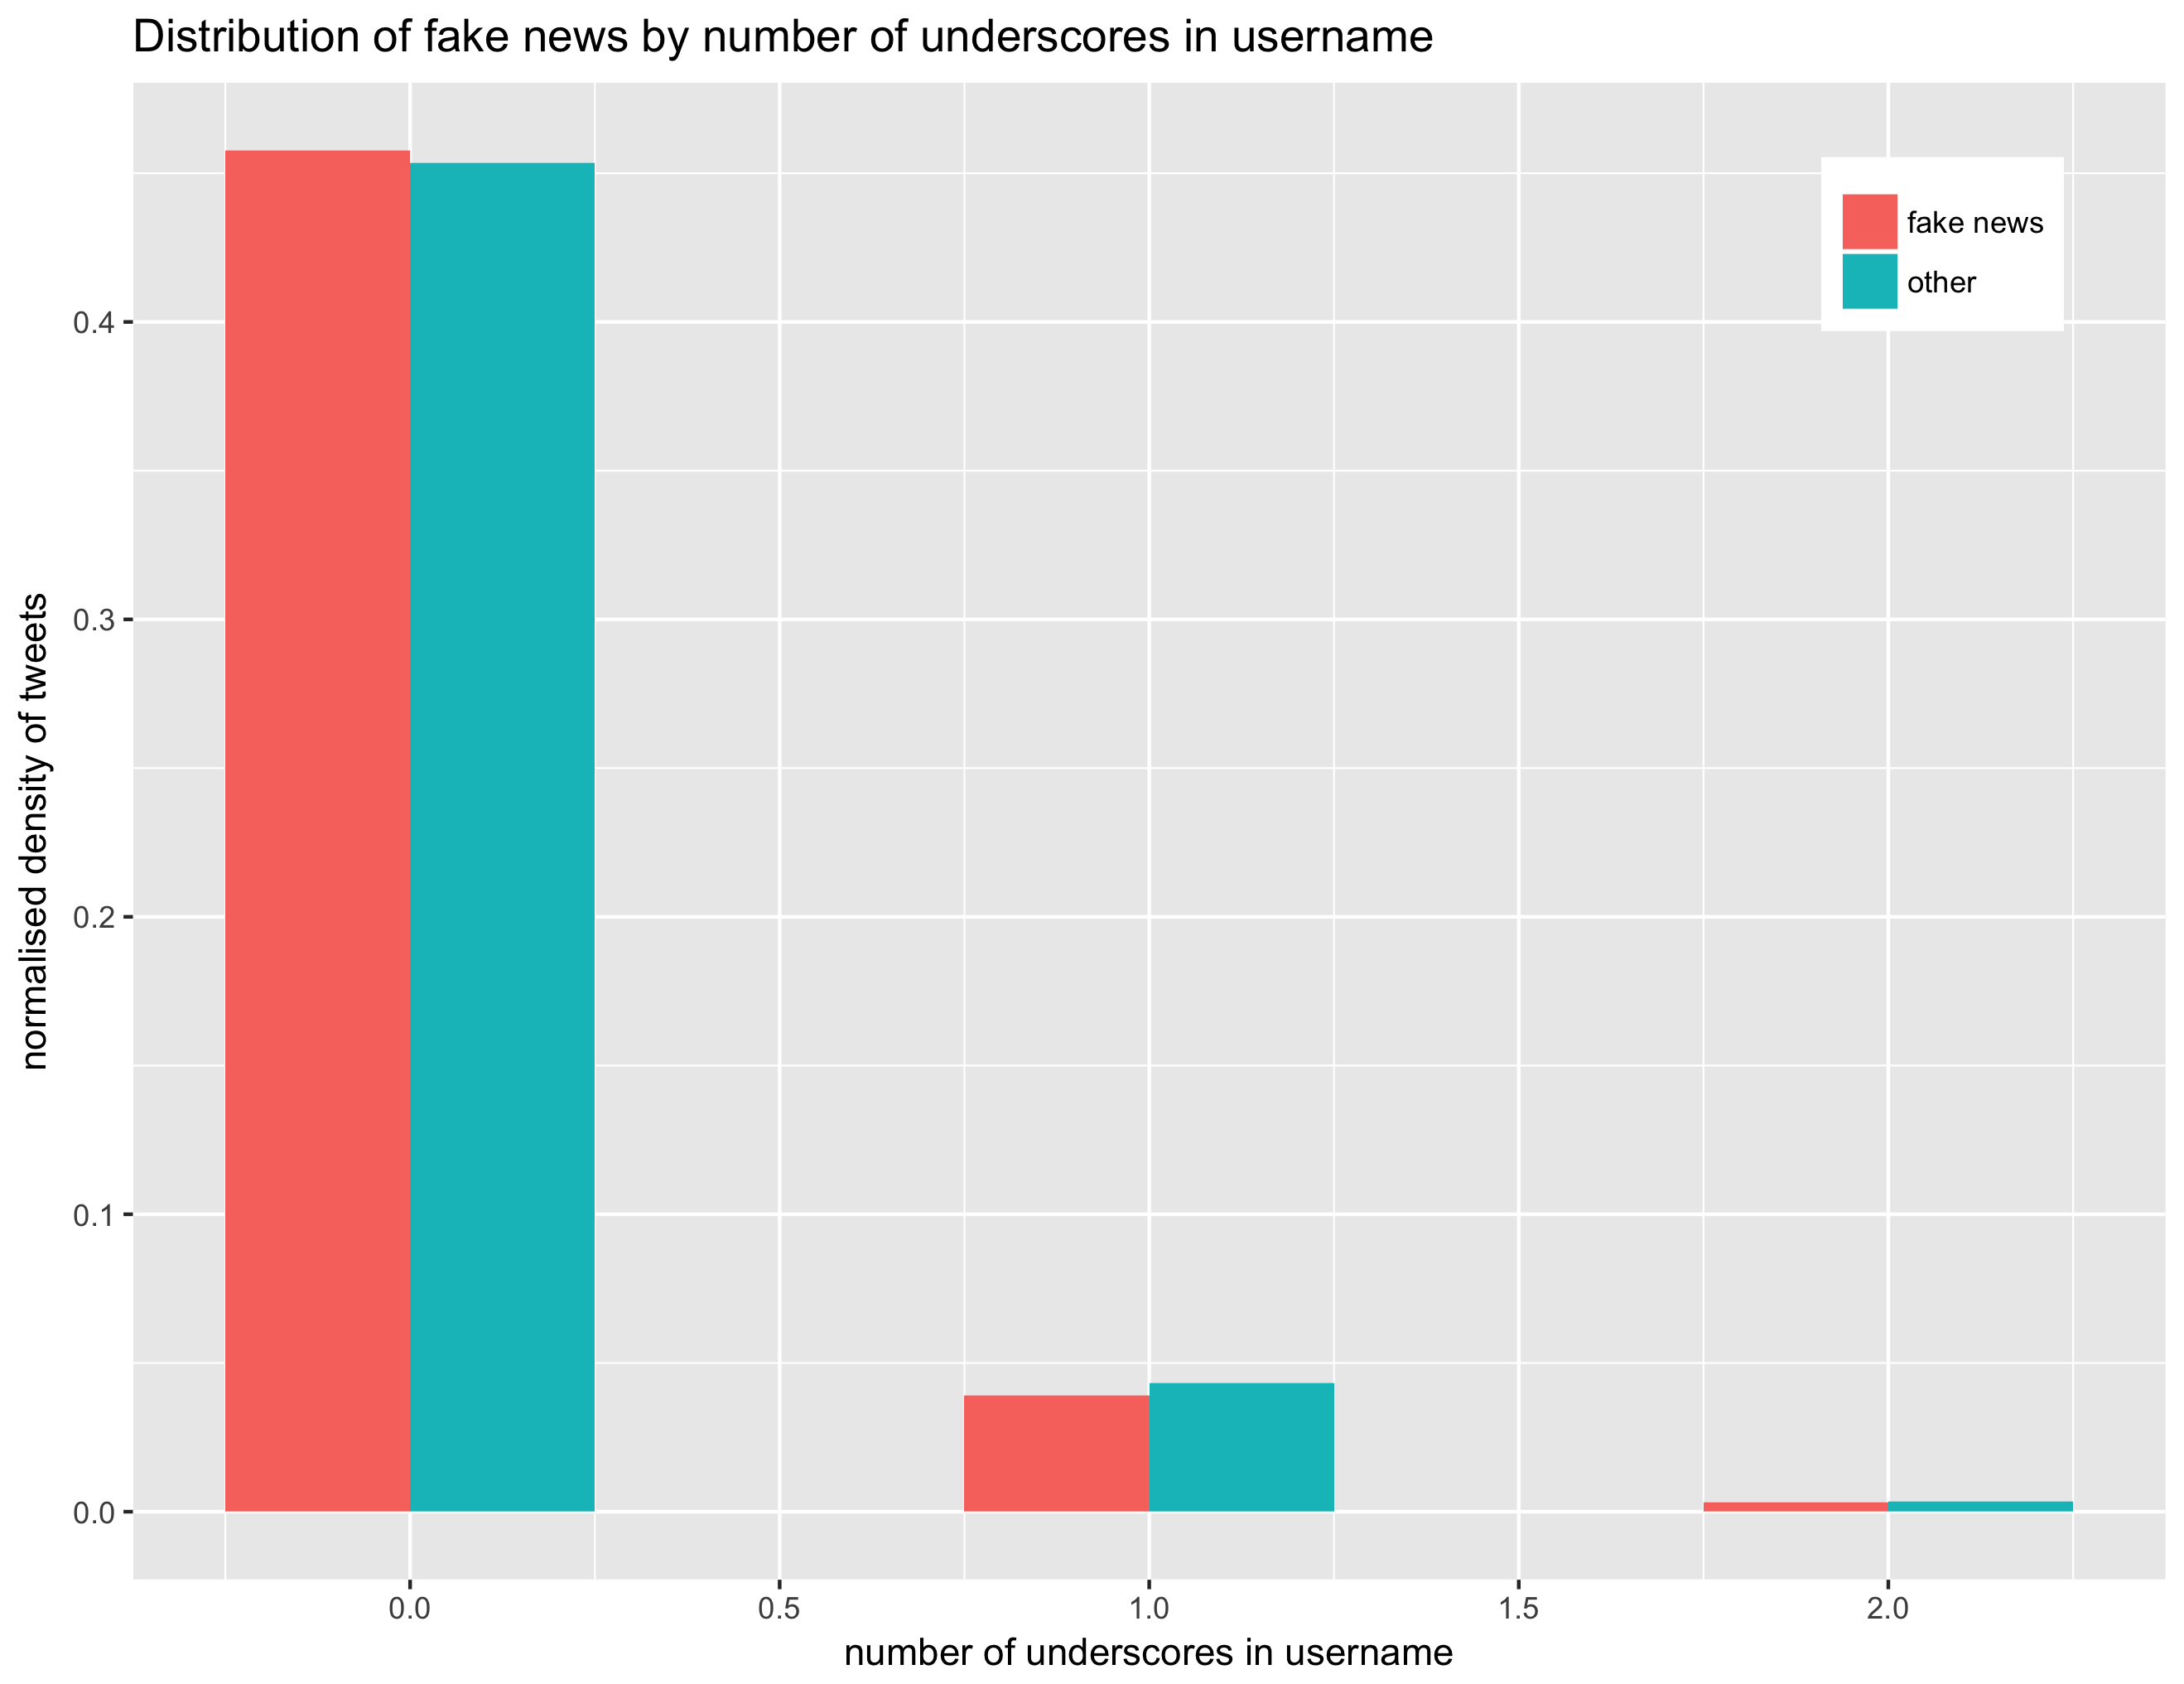 Distribution of fake news by number of underscores in username
fake news
other
normalised density of tweets
0.4
0.3
0.2
0.1
0.0
0.0 0.5 1.0 1.5 2.0
number of underscores in username